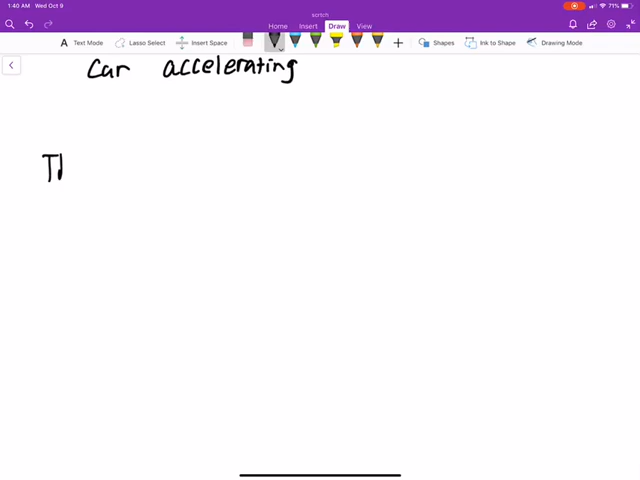 1:40 AM Wed Oct 9
71%
scrtch
Home Insert Draw View
Text Mode Lasso Select Insert Space Shapes Ink to Shape Drawing Mode
Car accelerating